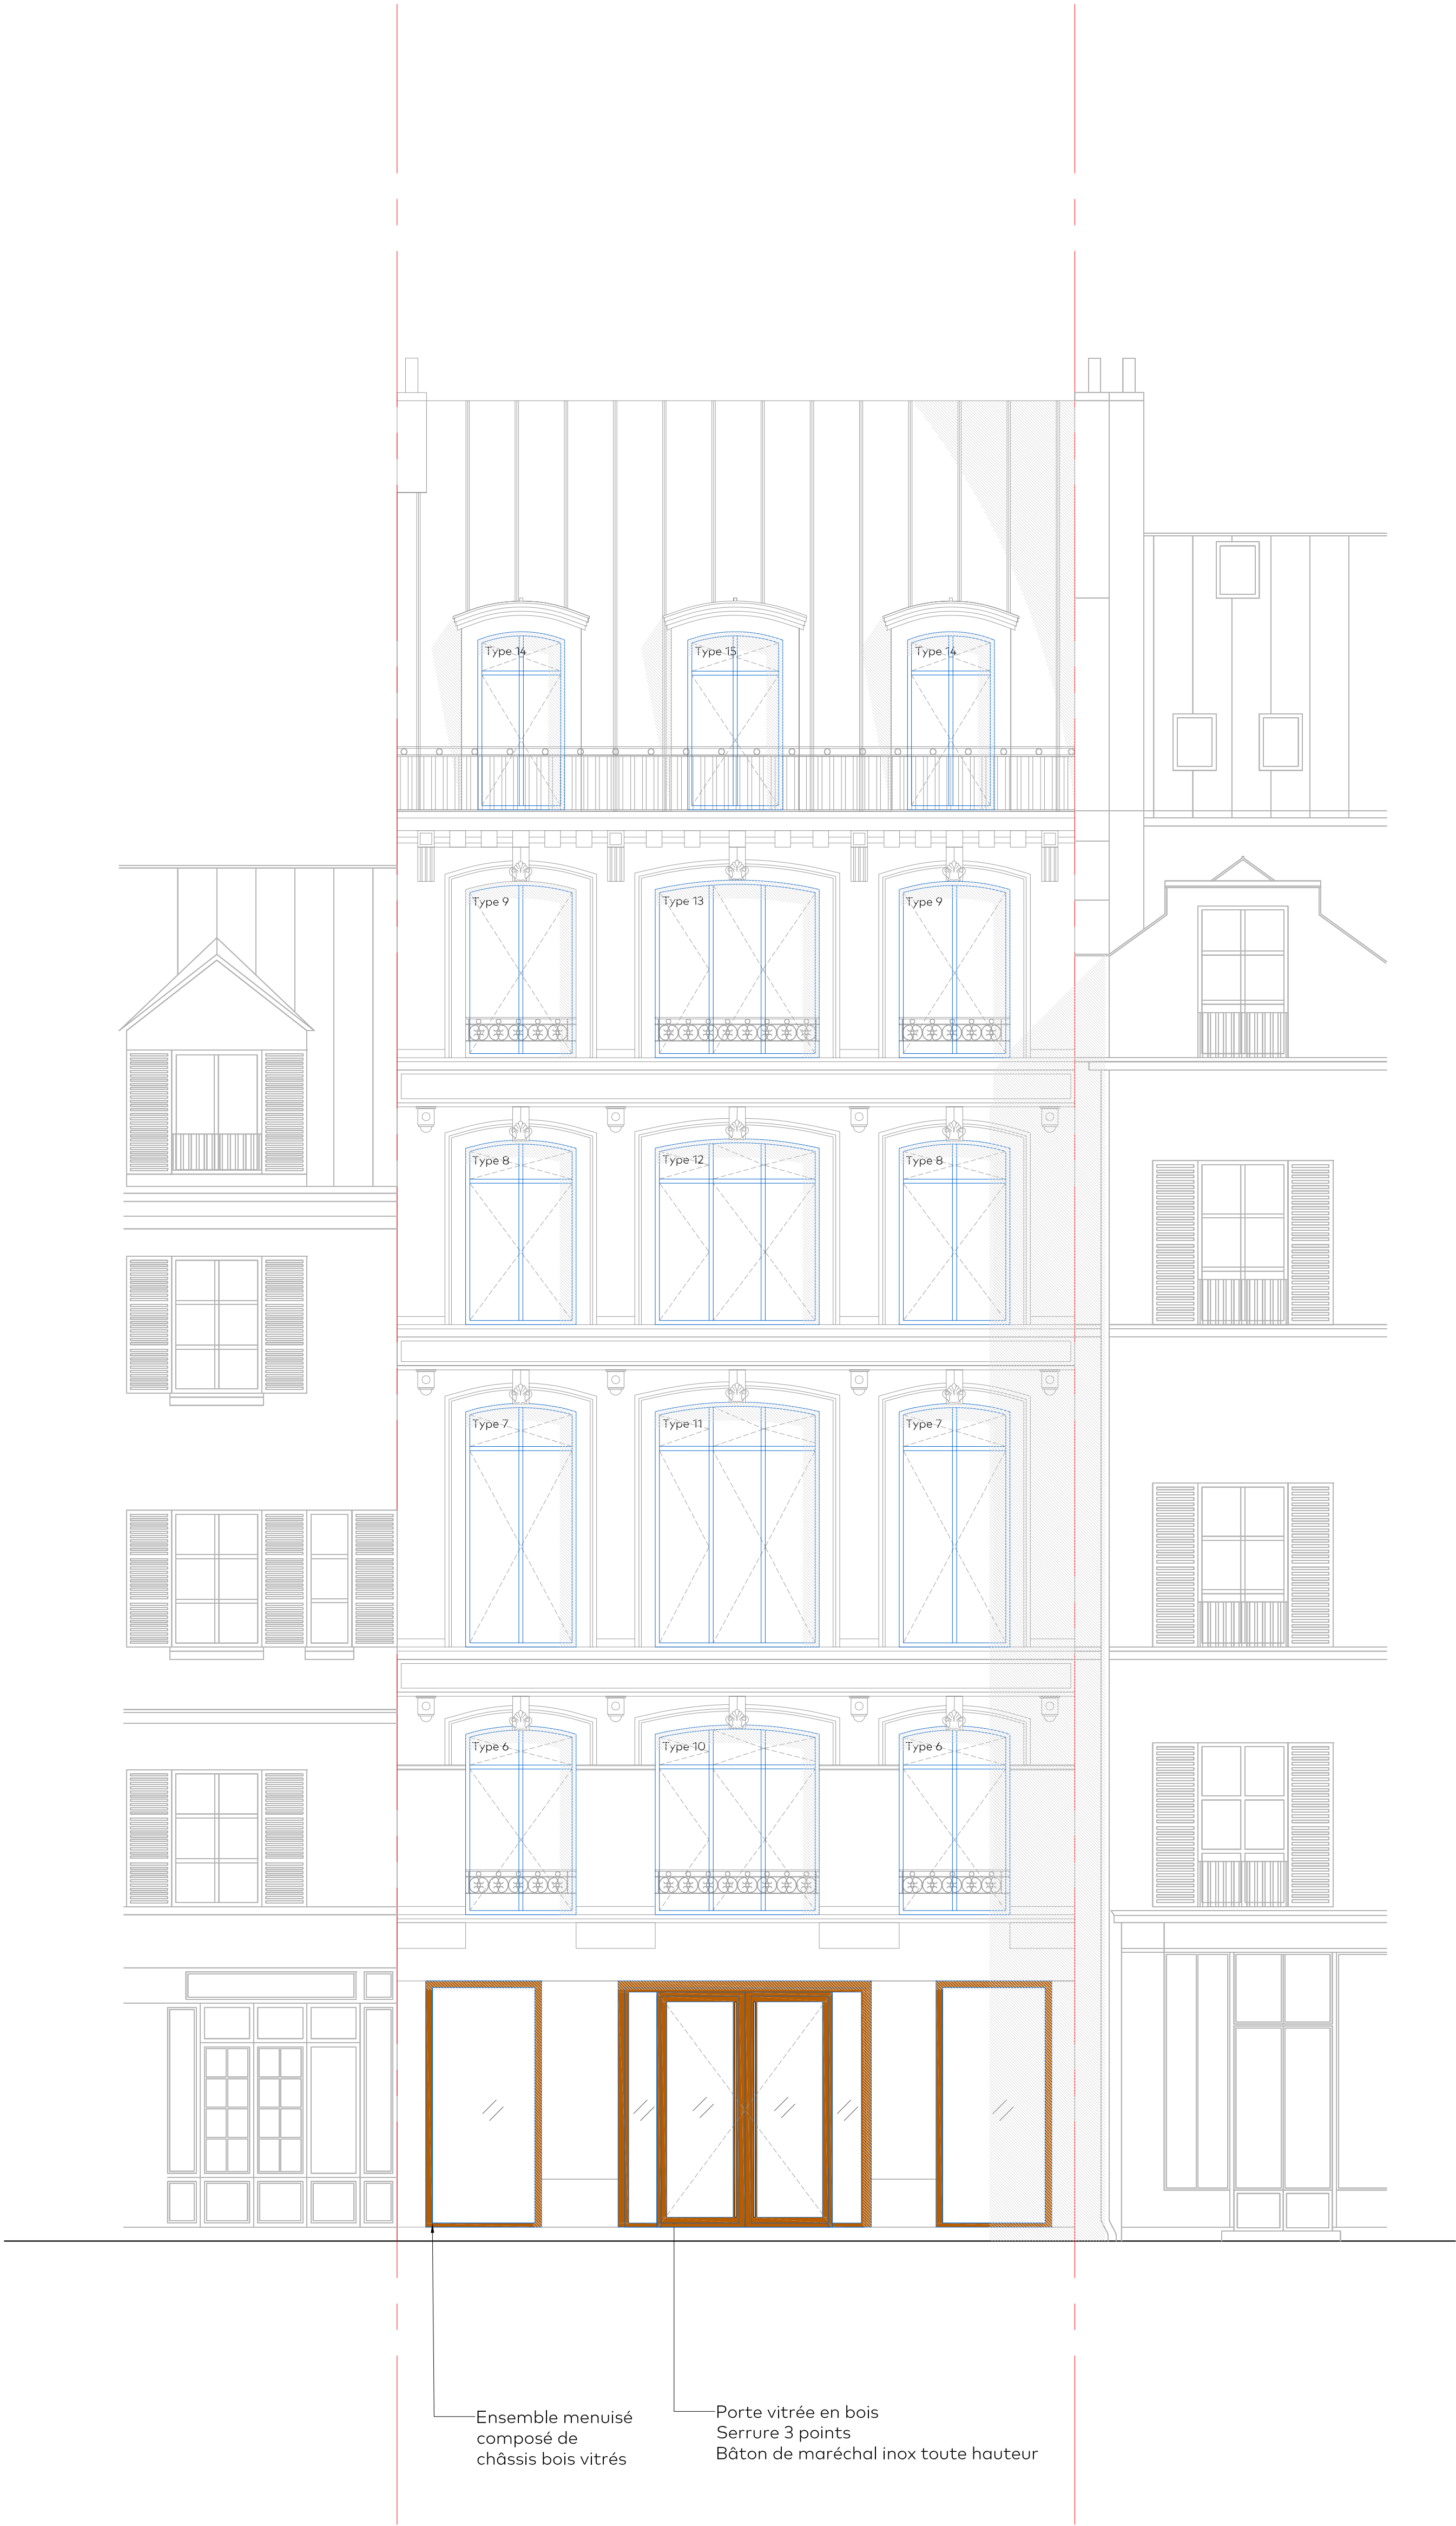 Type 14
Type 15
Type 14
Type 9
Type 13
Type 9
Type 8
Type 12
Type 8
Type 7
Type 11
Type 7
Type 6
Type 10
Type 6
Ensemble menuisé
composé de
châssis bois vitrés
Porte vitrée en bois
Serrure 3 points
Bâton de maréchal inox toute hauteur